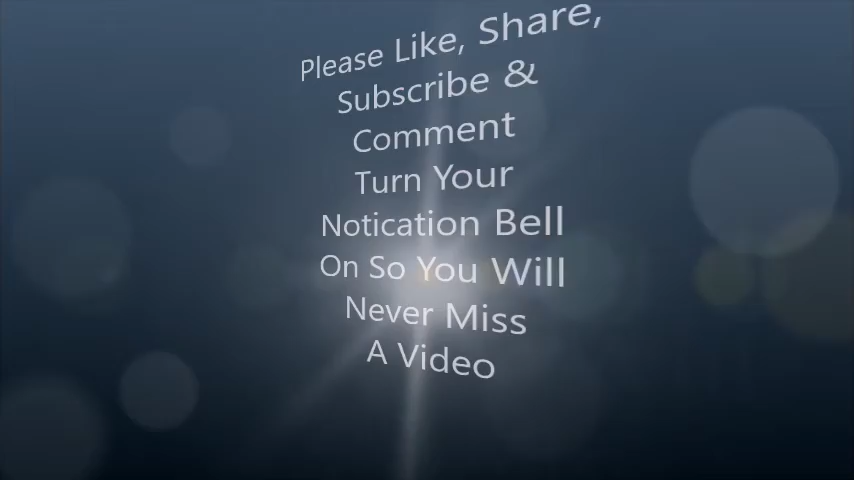 Please Like, Share,
Subscribe &
Comment
Turn Your
Notication Bell
On So You Will
Never Miss
A Video